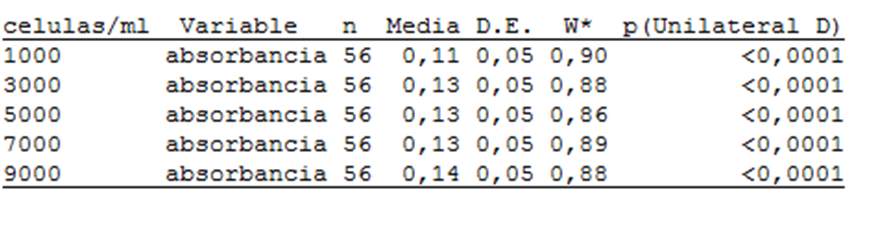 celulas/ml Variable n Media D.E. W* p(Unilateral D)
1000 absorbancia 56 0,11 0,05 0,90 <0,0001
3000 absorbancia 56 0,13 0,05 0,88 <0,0001
5000 absorbancia 56 0,13 0,05 0,86 <0,0001
7000 absorbancia 56 0,13 0,05 0,89 <0,0001
9000 absorbancia 56 0,14 0,05 0,88 <0,0001